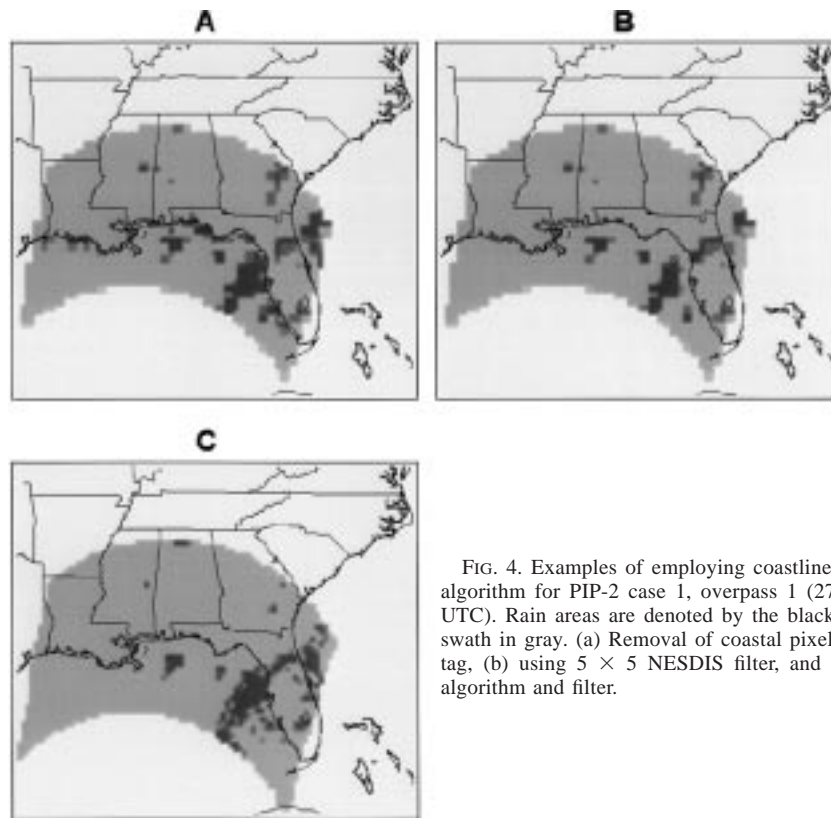 A
B
C
FIG. 4. Examples of employing coastline
algorithm for PIP-2 case 1, overpass 1 (27
UTC). Rain areas are denoted by the black
swath in gray. (a) Removal of coastal pixel
tag, (b) using 5 × 5 NESDIS filter, and
algorithm and filter.